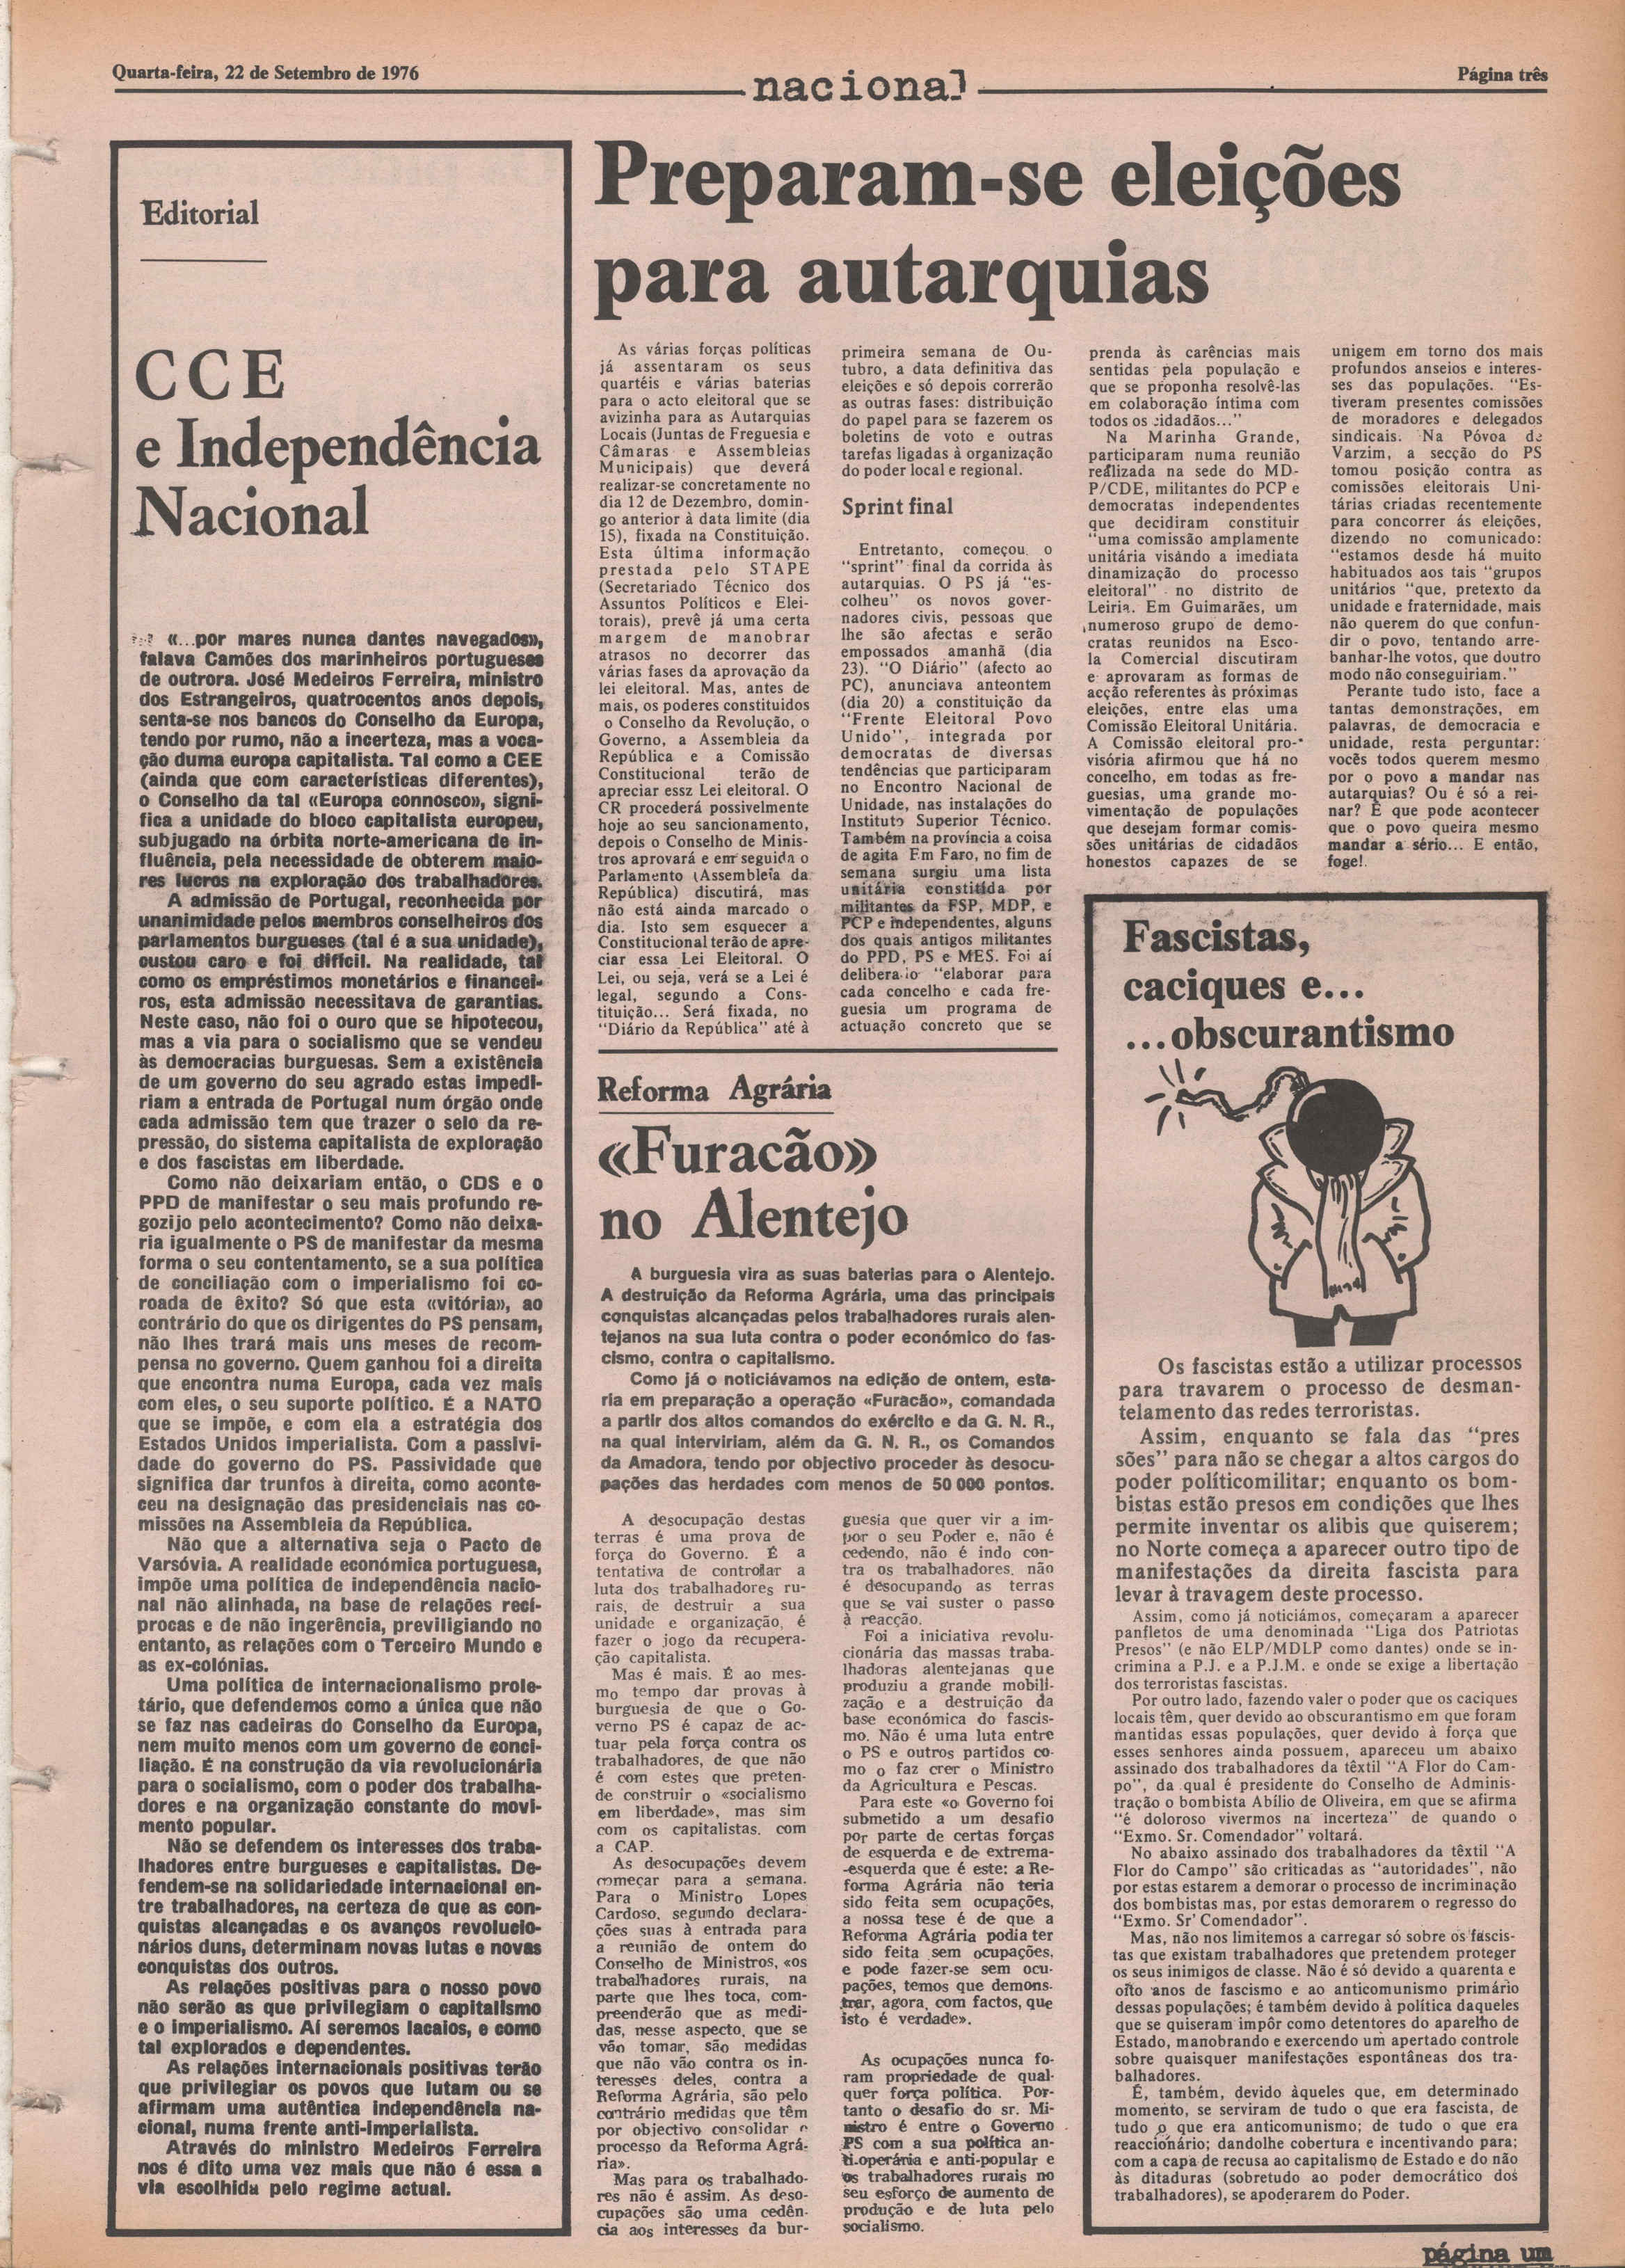 Quarta-feira, 22 de Setembro de 1976
nacional
Página três
Editorial
CCE
e Independência
Nacional
«...por mares nunca dantes navegados»,
falava Camões dos marinheiros portugueses
de outrora. José Medeiros Ferreira, ministro
dos Estrangeiros, quatrocentos anos depois,
senta-se nos bancos do Conselho da Europa,
tendo por rumo, não a incerteza, mas a voca-
ção duma europa capitalista. Tal como a CEE
(ainda que com características diferentes),
o Conselho da tal «Europa connosco», signi-
fica a unidade do bloco capitalista europeu,
subjugado na órbita norte-americana de in-
fluência, pela necessidade de obterem maio-
res lucros na exploração dos trabalhadores.
A admissão de Portugal, reconhecida por
unanimidade pelos membros conselheiros dos
parlamentos burgueses (tal é a sua unidade),
custou caro e foi difícil. Na realidade, tal
como os empréstimos monetários e financei-
ros, esta admissão necessitava de garantias.
Neste caso, não foi o ouro que se hipotecou,
mas a via para o socialismo que se vendeu
às democracias burguesas. Sem a existência
de um governo do seu agrado estas impedi-
riam a entrada de Portugal num órgão onde
cada admissão tem que trazer o selo da re-
pressão, do sistema capitalista de exploração
e dos fascistas em liberdade.
Como não deixariam então, o CDS e o
PPD de manifestar o seu mais profundo re-
gozijo pelo acontecimento? Como não deixa-
ria igualmente o PS de manifestar da mesma
forma o seu contentamento, se a sua política
de conciliação com o imperialismo foi co-
roada de êxito? Só que esta «vitória», ao
contrário do que os dirigentes do PS pensam,
não lhes trará mais uns meses de recom-
pensa no governo. Quem ganhou foi a direita
que encontra numa Europa, cada vez mais
com eles, o seu suporte político. É a NATO
que se impõe, e com ela a estratégia dos
Estados Unidos imperialista. Com a passivi-
dade do governo do PS. Passividade que
significa dar trunfos à direita, como aconte-
ceu na designação das presidenciais nas co-
missões na Assembleia da República.
Não que a alternativa seja o Pacto de
Varsóvia. A realidade económica portuguesa,
impõe uma política de independência nacio-
nal não alinhada, na base de relações recí-
procas e de não ingerência, previligiando no
entanto, as relações com o Terceiro Mundo e
as ex-colónias.
Uma política de internacionalismo prole-
tário, que defendemos como a única que não
se faz nas cadeiras do Conselho da Europa,
nem muito menos com um governo de conci-
liação. É na construção da via revolucionária
para o socialismo, com o poder dos trabalha-
dores e na organização constante do movi-
mento popular.
Não se defendem os interesses dos traba-
lhadores entre burgueses e capitalistas. De-
fendem-se na solidariedade internacional en-
tre trabalhadores, na certeza de que as con-
quistas alcançadas e os avanços revolucio-
nários duns, determinam novas lutas e novas
conquistas dos outros.
As relações positivas para o nosso povo
não serão as que privilegiam o capitalismo
e o imperialismo. Aí seremos lacaios, e como
tal explorados e dependentes.
As relações internacionais positivas terão
que privilegiar os povos que lutam ou se
afirmam uma autêntica independência na-
cional, numa frente anti-imperialista.
Através do ministro Medeiros Ferreira
nos é dito uma vez mais que não é essa a
via escolhida pelo regime actual.
Preparam-se eleições
para autarquias
As várias forças políticas
já assentaram os seus
quartéis e várias baterias
para o acto eleitoral que se
avizinha para as Autarquias
Locais (Juntas de Freguesia e
Câmaras e Assembleias
Municipais) que deverá
realizar-se concretamente no
dia 12 de Dezembro, domin-
go anterior à data limite (dia
15), fixada na Constituição.
Esta última informação
prestada pelo STAPE
(Secretariado Técnico dos
Assuntos Políticos e Elei-
torais), prevê já uma certa
margem de manobrar
atrasos no decorrer das
várias fases da aprovação da
lei eleitoral. Mas, antes de
mais, os poderes constituidos
o Conselho da Revolução, o
Governo, a Assembleia da
República e a Comissão
Constitucional terão de
apreciar essz Lei eleitoral. O
CR procederá possivelmente
hoje ao seu sancionamento,
depois o Conselho de Minis-
tros aprovará e em seguida o
Parlamento (Assembleia da
República) discutirá, mas
não está ainda marcado o
dia. Isto sem esquecer a
Constitucional terão de apre-
ciar essa Lei Eleitoral. O
Lei, ou seja, verá se a Lei é
legal, segundo a Cons-
tituição... Será fixada, no
"Diário da República" até à
primeira semana de Ou-
tubro, a data definitiva das
eleições e só depois correrão
as outras fases: distribuição
do papel para se fazerem os
boletins de voto e outras
tarefas ligadas à organização
do poder local e regional.
Sprint final
Entretanto, começou o
"sprint" final da corrida às
autarquias. O PS já "es-
colheu" os novos gover-
nadores civis, pessoas que
lhe são afectas e serão
empossados amanhã (dia
23). "O Diário" (afecto ao
PC), anunciava anteontem
(dia 20) a constituição da
"Frente Eleitoral Povo
Unido", integrada por
democratas de diversas
tendências que participaram
no Encontro Nacional de
Unidade, nas instalações do
Instituto Superior Técnico.
Também na província a coisa
de agita Em Faro, no fim de
semana surgiu uma lista
unitária constitída por
militantes da FSP, MDP, e
PCP e independentes, alguns
dos quais antigos militantes
do PPD, PS e MES. Foi aí
deliberado "elaborar para
cada concelho e cada fre-
guesia um programa de
actuação concreto que se
prenda às carências mais
sentidas pela população e
que se proponha resolvê-las
em colaboração íntima com
todos os cidadãos..."
Na Marinha Grande,
participaram numa reunião
realizada na sede do MD-
P/CDE, militantes do PCP e
democratas independentes
que decidiram constituir
"uma comissão amplamente
unitária visando a imediata
dinamização do processo
eleitoral" no distrito de
Leiria. Em Guimarães, um
numeroso grupo de demo-
cratas reunidos na Esco-
la Comercial discutiram
e aprovaram as formas de
acção referentes às próximas
eleições, entre elas uma
Comissão Eleitoral Unitária.
A Comissão eleitoral pro-
visória afirmou que há no
concelho, em todas as fre-
guesias, uma grande mo-
vimentação de populações
que desejam formar comis-
sões unitárias de cidadãos
honestos capazes de se
unigem em torno dos mais
profundos anseios e interes-
ses das populações. "Es-
tiveram presentes comissões
de moradores e delegados
sindicais. Na Póvoa de
Varzim, a secção do PS
tomou posição contra as
comissões eleitorais Uni-
tárias criadas recentemente
para concorrer ás eleições,
dizendo no comunicado:
"estamos desde há muito
habituados aos tais "grupos
unitários "que, pretexto da
unidade e fraternidade, mais
não querem do que confun-
dir o povo, tentando arre-
banhar-lhe votos, que doutro
modo não conseguiriam."
Perante tudo isto, face a
tantas demonstrações, em
palavras, de democracia e
unidade, resta perguntar:
vocês todos querem mesmo
por o povo a mandar nas
autarquias? Ou é só a rei-
nar? É que pode acontecer
que o povo queira mesmo
mandar a sério... E então,
foge!.
Reforma Agrária
«Furacão»
no Alentejo
A burguesia vira as suas baterias para o Alentejo.
A destruição da Reforma Agrária, uma das principais
conquistas alcançadas pelos trabalhadores rurais alen-
tejanos na sua luta contra o poder económico do fas-
cismo, contra o capitalismo.
Como já o noticiávamos na edição de ontem, esta-
ria em preparação a operação «Furacão», comandada
a partir dos altos comandos do exército e da G. N. R.,
na qual interviriam, além da G. N. R., os Comandos
da Amadora, tendo por objectivo proceder às desocu-
pações das herdades com menos de 50 000 pontos.
A desocupação destas
terras é uma prova de
força do Governo. É a
tentativa de controlar a
luta dos trabalhadores ru-
rais, de destruir a sua
unidade e organização, é
fazer o jogo da recupera-
ção capitalista.
Mas é mais. É ao mes-
mo tempo dar provas à
burguesia de que o Go-
verno PS é capaz de ac-
tuar pela força contra os
trabalhadores, de que não
é com estes que preten-
de construir o «socialismo
em liberdade», mas sim
com os capitalistas, com
a CAP.
As desocupações devem
começar para a semana.
Para o Ministro Lopes
Cardoso, segundo declara-
ções suas à entrada para
a reunião de ontem do
Conselho de Ministros, «os
trabalhadores rurais, na
parte que lhes toca, com-
preenderão que as medi-
das, nesse aspecto, que se
vão tomar, são medidas
que não vão contra os in-
teresses deles, contra a
Reforma Agrária, são pelo
contrário medidas que têm
por objectivo consolidar o
processo da Reforma Agrá-
ria».
Mas para os trabalhado-
res não é assim. As deso-
cupações são uma cedên-
cia aos interesses da bur-
guesia que quer vir a im-
por o seu Poder e, não é
cedendo, não é indo con-
tra os trabalhadores, não
é desocupando as terras
que se vai suster o passo
à reacção.
Foi a iniciativa revolu-
cionária das massas traba-
lhadoras alentejanas que
produziu a grande mobili-
zação e a destruição da
base económica do fascis-
mo. Não é uma luta entre
o PS e outros partidos co-
mo o faz crer o Ministro
da Agricultura e Pescas.
Para este «o Governo foi
submetido a um desafio
por parte de certas forças
de esquerda e de extrema-
-esquerda que é este: a Re-
forma Agrária não teria
sido feita sem ocupações,
a nossa tese é de que a
Reforma Agrária podia ter
sido feita sem ocupações,
e pode fazer-se sem ocu-
pações, temos que demons-
trar, agora, com factos, que
isto é verdade».
As ocupações nunca fo-
ram propriedade de qual-
quer força política. Por-
tanto o desafio do sr. Mi-
nistro é entre o Governo
PS com a sua política an-
ti-operária e anti-popular e
os trabalhadores rurais no
seu esforço de aumento de
produção e de luta pelo
socialismo.
Fascistas,
caciques e...
...obscurantismo
Os fascistas estão a utilizar processos
para travarem o processo de desman-
telamento das redes terroristas.
Assim, enquanto se fala das "pres
sões" para não se chegar a altos cargos do
poder políticomilitar; enquanto os bom-
bistas estão presos em condições que lhes
permite inventar os alibis que quiserem;
no Norte começa a aparecer outro tipo de
manifestações da direita fascista para
levar à travagem deste processo.
Assim, como já noticiámos, começaram a aparecer
panfletos de uma denominada "Liga dos Patriotas
Presos" (e não ELP/MDLP como dantes) onde se in-
crimina a P.J. e a P.J.M. e onde se exige a libertação
dos terroristas fascistas.
Por outro lado, fazendo valer o poder que os caciques
locais têm, quer devido ao obscurantismo em que foram
mantidas essas populações, quer devido à força que
esses senhores ainda possuem, apareceu um abaixo
assinado dos trabalhadores da têxtil "A Flor do Cam-
po", da qual é presidente do Conselho de Adminis-
tração o bombista Abílio de Oliveira, em que se afirma
"é doloroso vivermos na incerteza" de quando o
"Exmo. Sr. Comendador" voltará.
No abaixo assinado dos trabalhadores da têxtil "A
Flor do Campo" são criticadas as "autoridades", não
por estas estarem a demorar o processo de incriminação
dos bombistas mas, por estas demorarem o regresso do
"Exmo. Sr' Comendador".
Mas, não nos limitemos a carregar só sobre os fascis-
tas que existam trabalhadores que pretendem proteger
os seus inimigos de classe. Não é só devido a quarenta e
oito anos de fascismo e ao anticomunismo primário
dessas populações; é também devido à política daqueles
que se quiseram impôr como detentores do aparelho de
Estado, manobrando e exercendo um apertado controle
sobre quaisquer manifestações espontâneas dos tra-
balhadores.
É, também, devido àqueles que, em determinado
momento, se serviram de tudo o que era fascista, de
tudo o que era anticomunismo; de tudo o que era
reaccionário; dandolhe cobertura e incentivando para;
com a capa de recusa ao capitalismo de Estado e do não
às ditaduras (sobretudo ao poder democrático dos
trabalhadores), se apoderarem do Poder.
página um